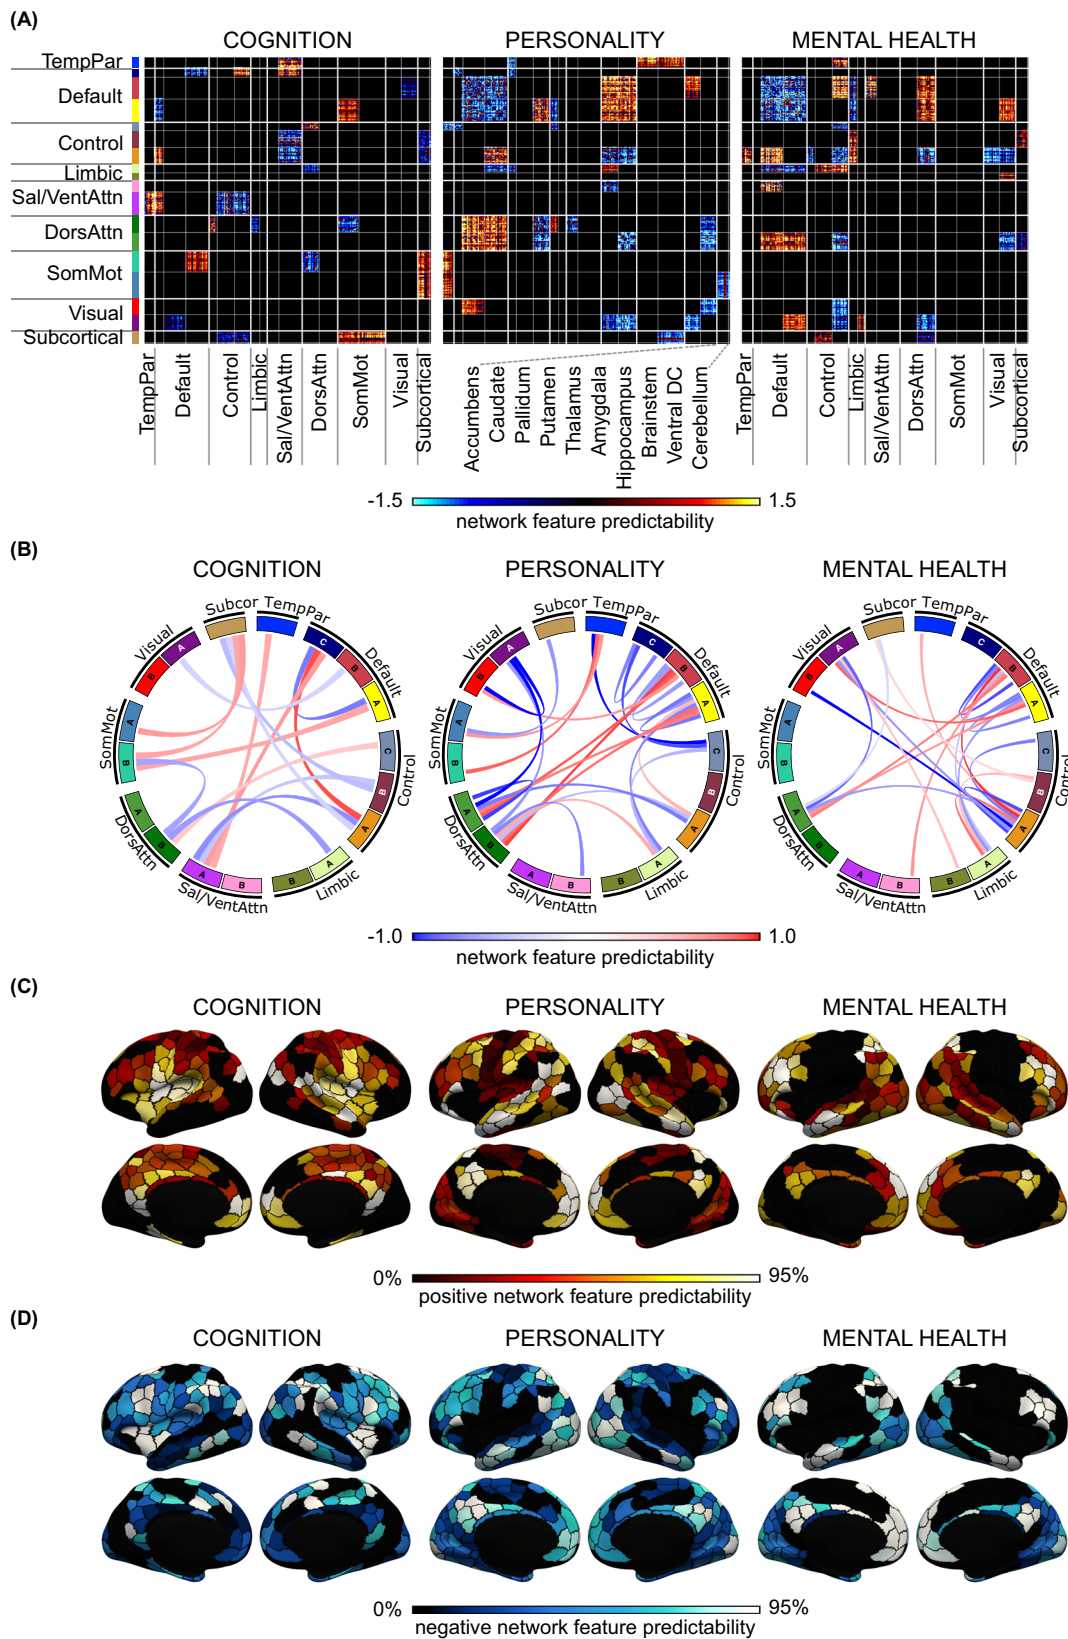 (A)
COGNITION
PERSONALITY
MENTAL HEALTH
TempPar
Default
Control
Limbic
Sal/VentAttn
DorsAttn
SomMot
Visual
Subcortical
TempPar
Default
Control
Limbic
Sal/VentAttn
DorsAttn
SomMot
Visual
Subcortical
Accumbens
Caudate
Pallidum
Putamen
Thalamus
Amygdala
Hippocampus
Brainstem
Ventral DC
Cerebellum
TempPar
Default
Control
Limbic
Sal/VentAttn
DorsAttn
SomMot
Visual
Subcortical
-1.5
1.5
network feature predictability
(B)
COGNITION
PERSONALITY
MENTAL HEALTH
Subcor
TempPar
Visual
Default
SomMot
Control
DorsAttn
Limbic
Sal/VentAttn
A
C
B
B
A
A
C
B
B
A
A
B
A
A
B
B
Subcor
TempPar
Visual
Default
SomMot
Control
DorsAttn
Limbic
Sal/VentAttn
A
C
B
B
A
A
C
B
B
A
A
B
A
A
B
B
Subcor
TempPar
Visual
Default
SomMot
Control
DorsAttn
Limbic
Sal/VentAttn
A
C
B
B
A
A
C
B
B
A
A
B
A
A
B
B
-1.0
1.0
network feature predictability
(C)
COGNITION
PERSONALITY
MENTAL HEALTH
0%
95%
positive network feature predictability
(D)
COGNITION
PERSONALITY
MENTAL HEALTH
0%
95%
negative network feature predictability